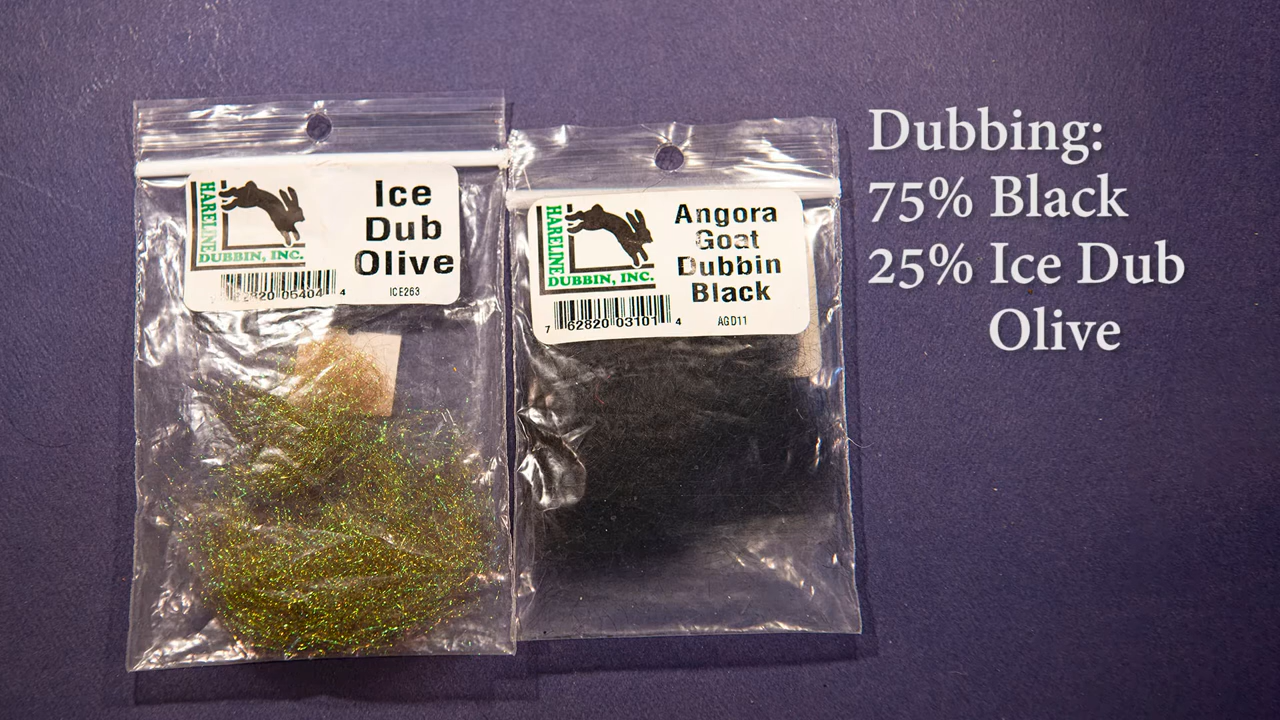 HARELINE
DUBBIN, INC.
Ice
Dub
Olive
ICE263
HARELINE
DUBBIN, INC.
Angora
Goat
Dubbin
Black
7 62820 03101 4
AGD11
Dubbing:
75% Black
25% Ice Dub
Olive